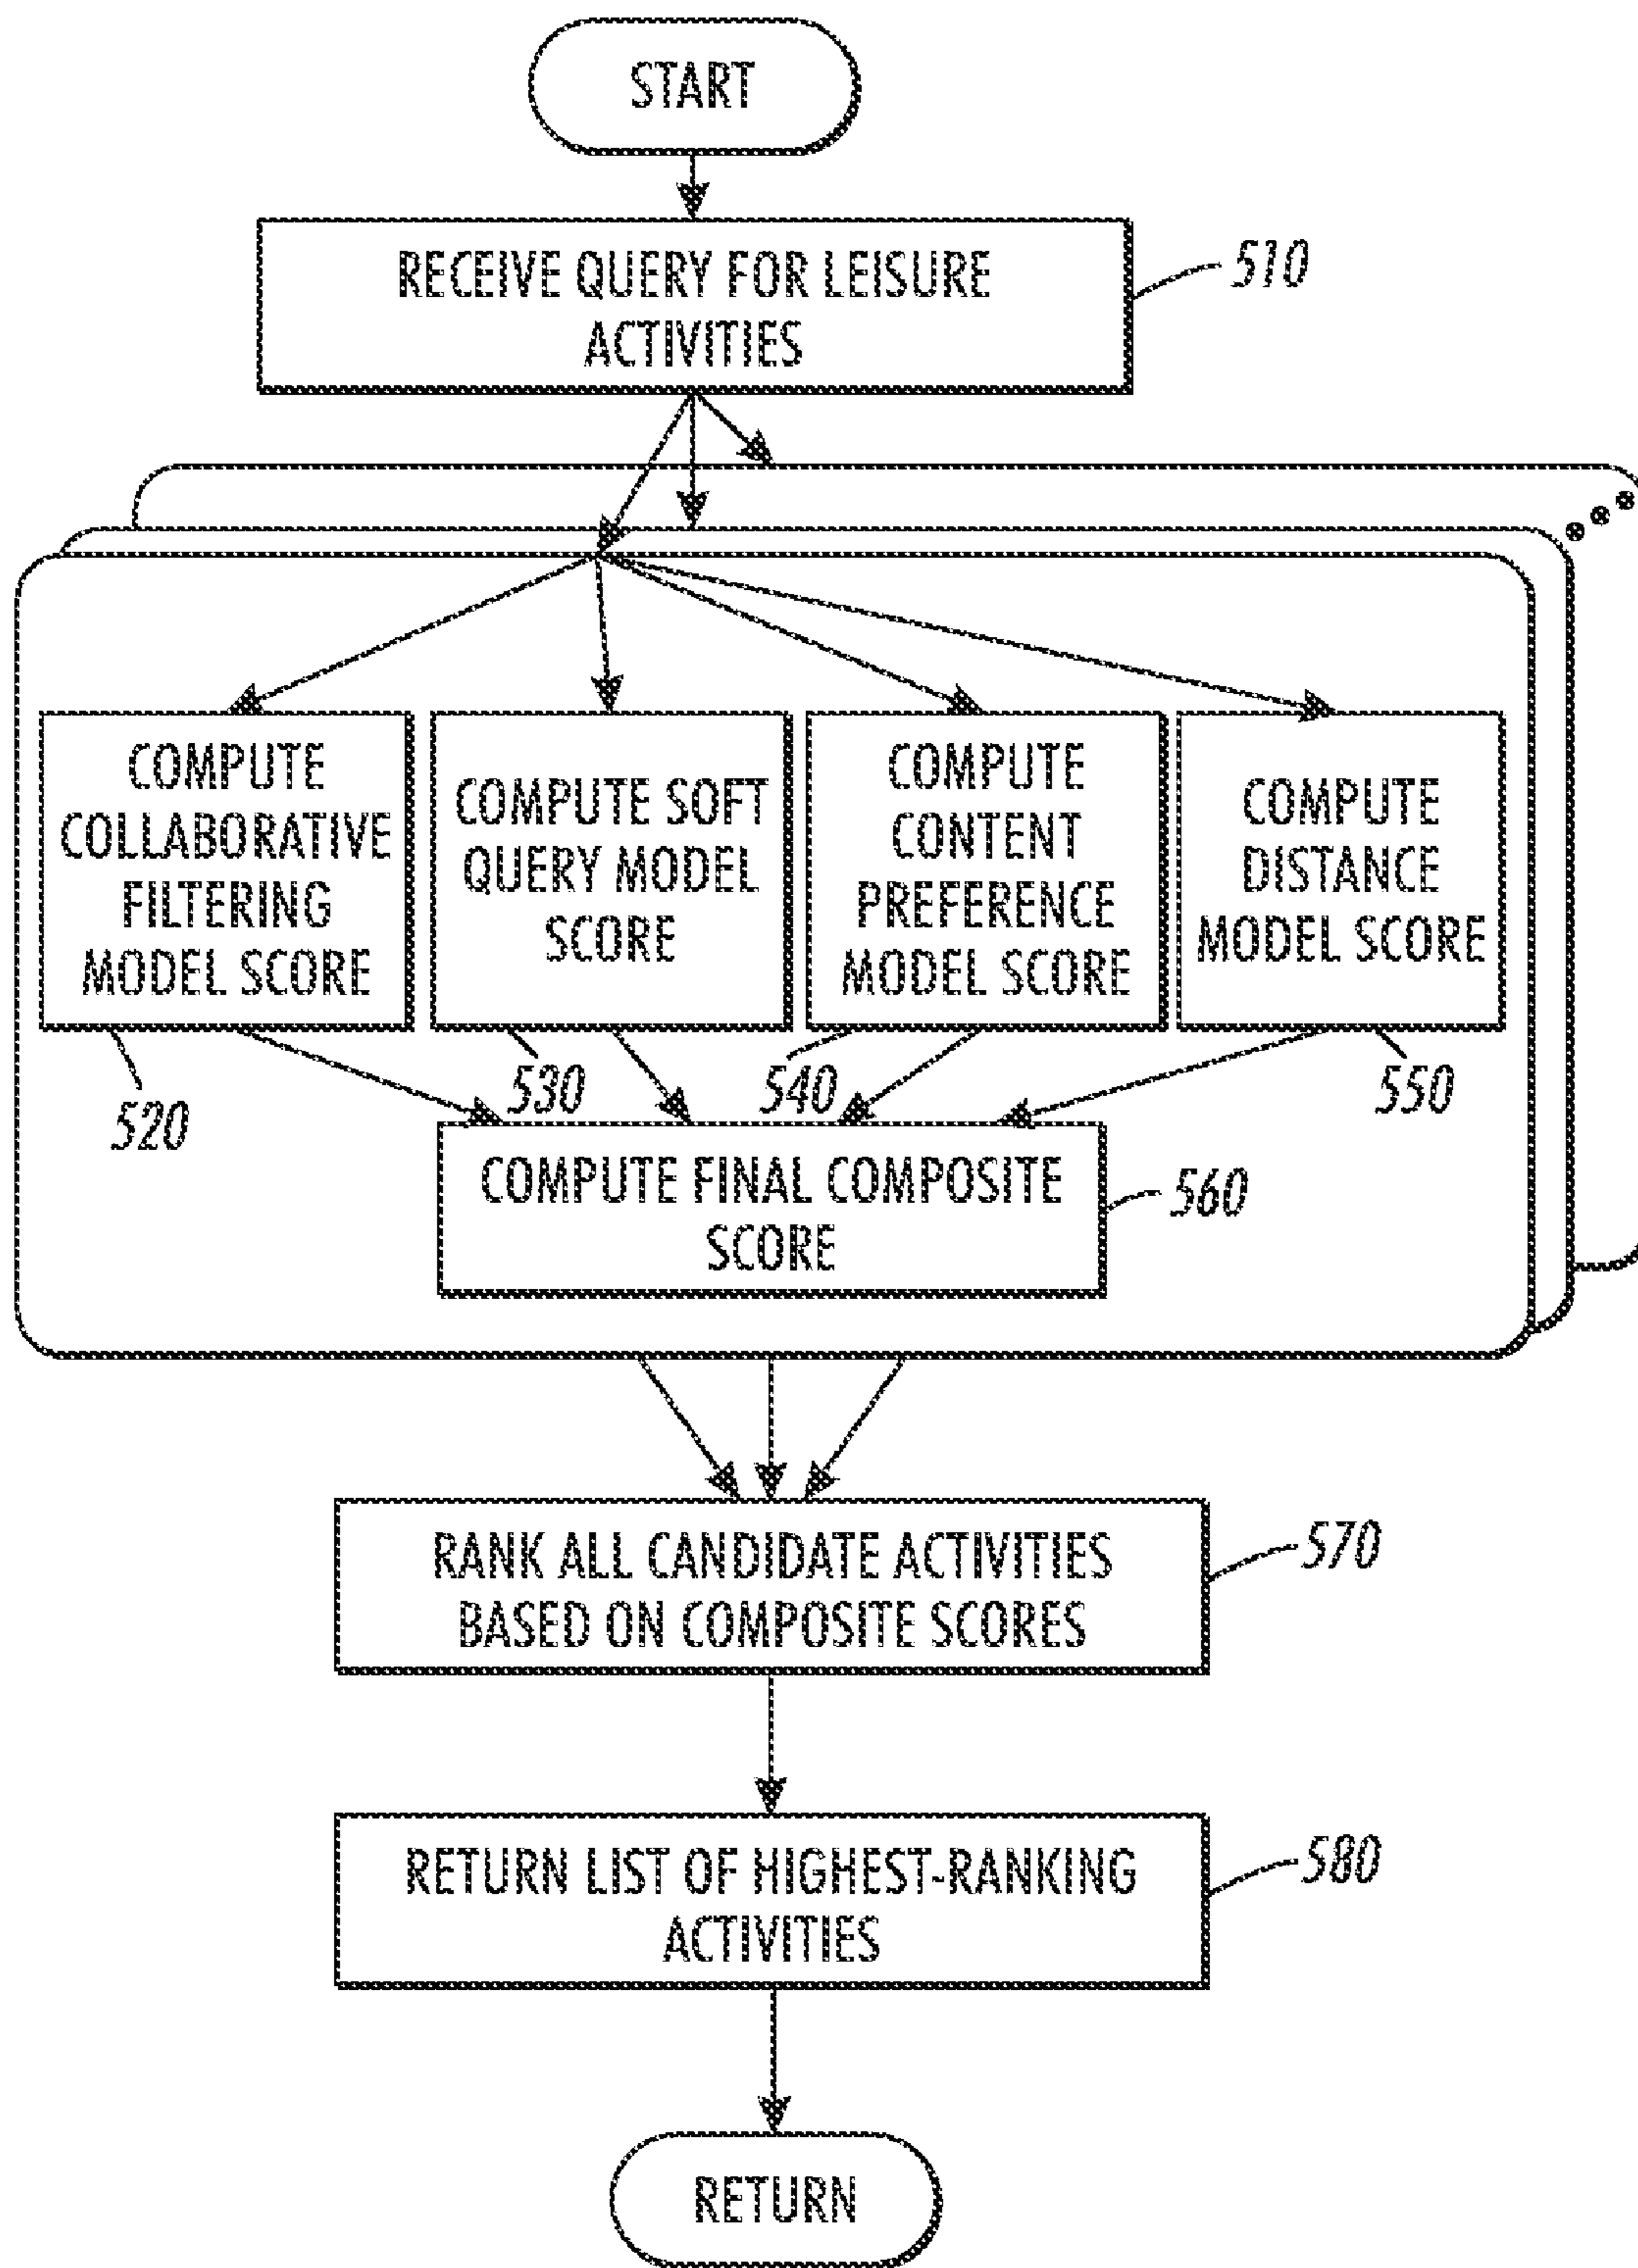 START
RECEIVE QUERY FOR LEISURE
ACTIVITIES
510
COMPUTE
COLLABORATIVE
FILTERING
MODEL SCORE
520
COMPUTE SOFT
QUERY MODEL
SCORE
530
COMPUTE
CONTENT
PREFERENCE
MODEL SCORE
540
COMPUTE
DISTANCE
MODEL SCORE
550
COMPUTE FINAL COMPOSITE
SCORE
560
RANK ALL CANDIDATE ACTIVITIES
BASED ON COMPOSITE SCORES
570
RETURN LIST OF HIGHEST-RANKING
ACTIVITIES
580
RETURN